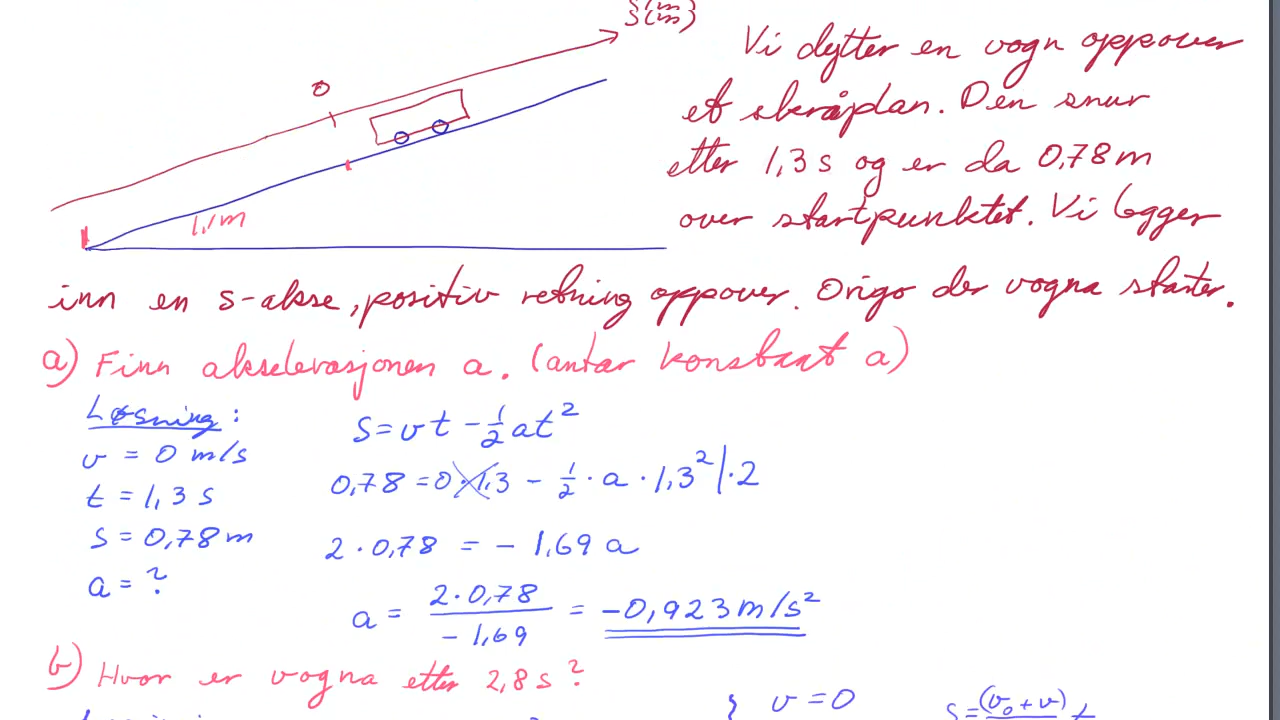 S(m)
Vi dytter en vogn oppover
0
et skråplan. Den snur
etter 1,3 s og er da 0,78 m
1,1m
over startpunktet. Vi legger
inn en s-akse, positiv retning oppover. Origo der vogna starter.
a) Finn akselerasjonen a. (antar konstant a)
Løsning:
v = 0 m/s
t = 1,3 s
s = 0,78 m
a = ?
s = vt - 1/2 at²
0,78 = 0 · 1,3 - 1/2 · a · 1,3² | · 2
2 · 0,78 = - 1,69 a
a = 2 · 0,78 / - 1,69 = -0,923 m/s²
b) Hvor er vogna etter 2,8 s?
{ v = 0
s = (v₀ + v) t